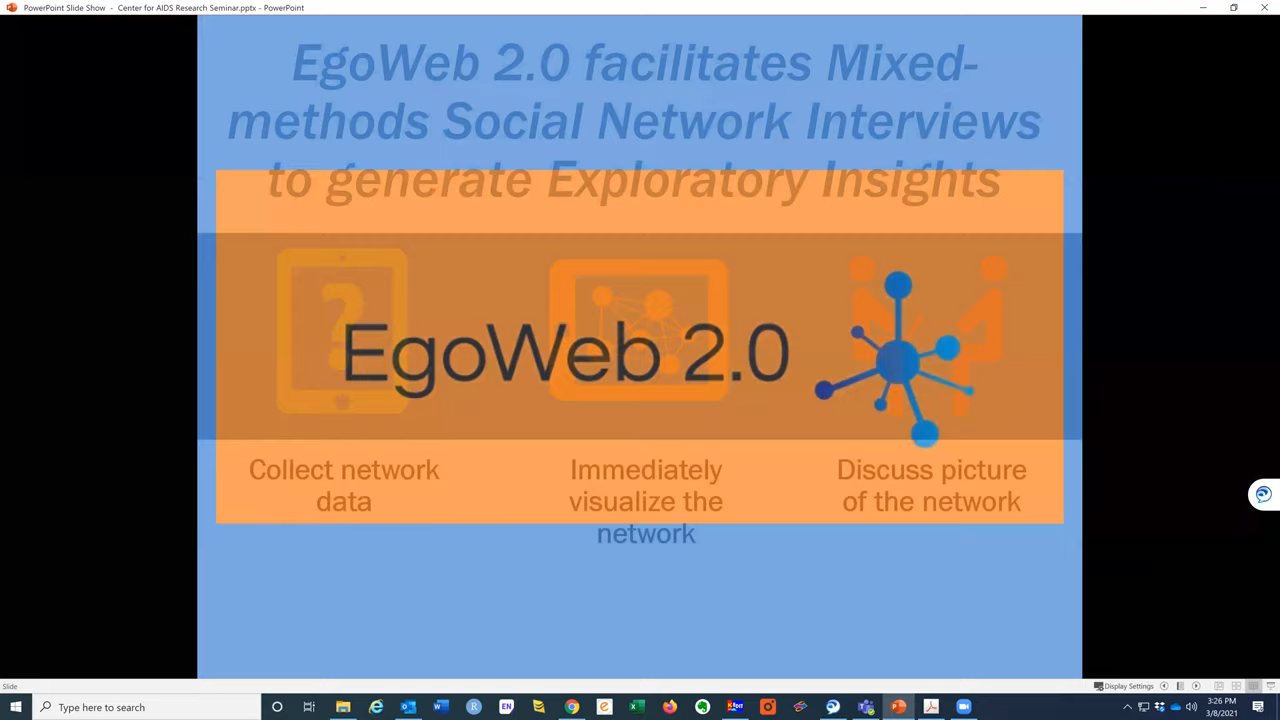 PowerPoint Slide Show - Center for AIDS Research Seminar.pptx - PowerPoint
EgoWeb 2.0 facilitates Mixed-
methods Social Network Interviews
to generate Exploratory Insights
?
EgoWeb 2.0
Collect network
data
Immediately
visualize the
network
Discuss picture
of the network
Slide
Display Settings
Type here to search
EN
3:26 PM
3/8/2021